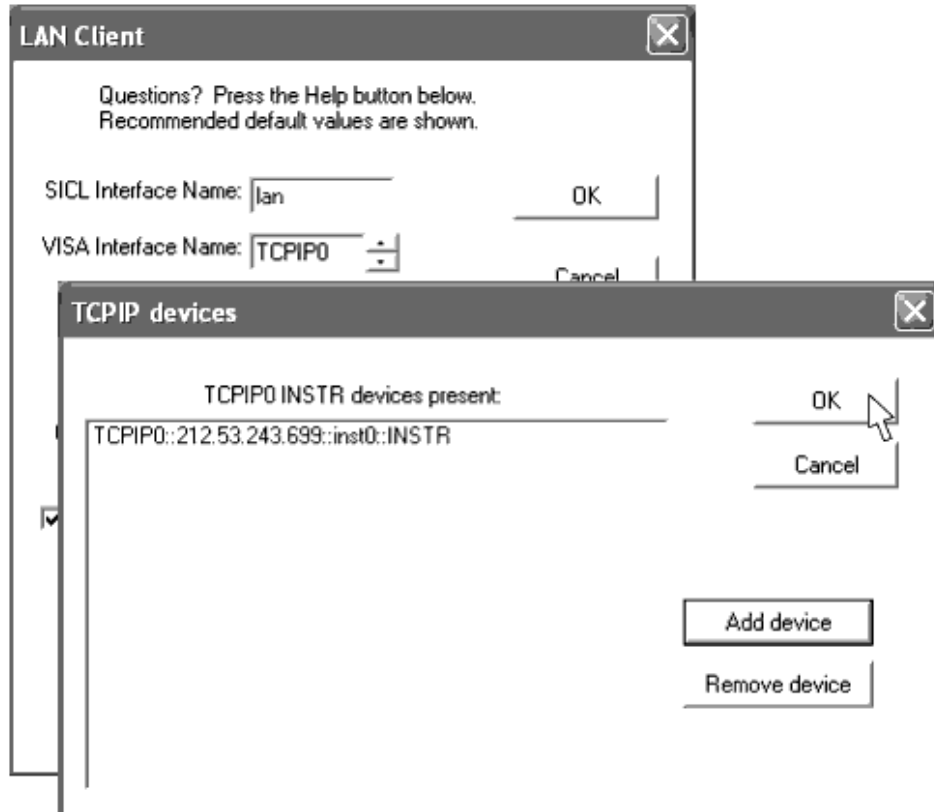 LAN Client
Questions? Press the Help button below.
Recommended default values are shown.
SICL Interface Name: lan
OK
VISA Interface Name: TCPIP0
Cancel
TCPIP devices
TCPIP0 INSTR devices present:
OK
TCPIP0::212.53.243.699::inst0::INSTR
Cancel
Add device
Remove device